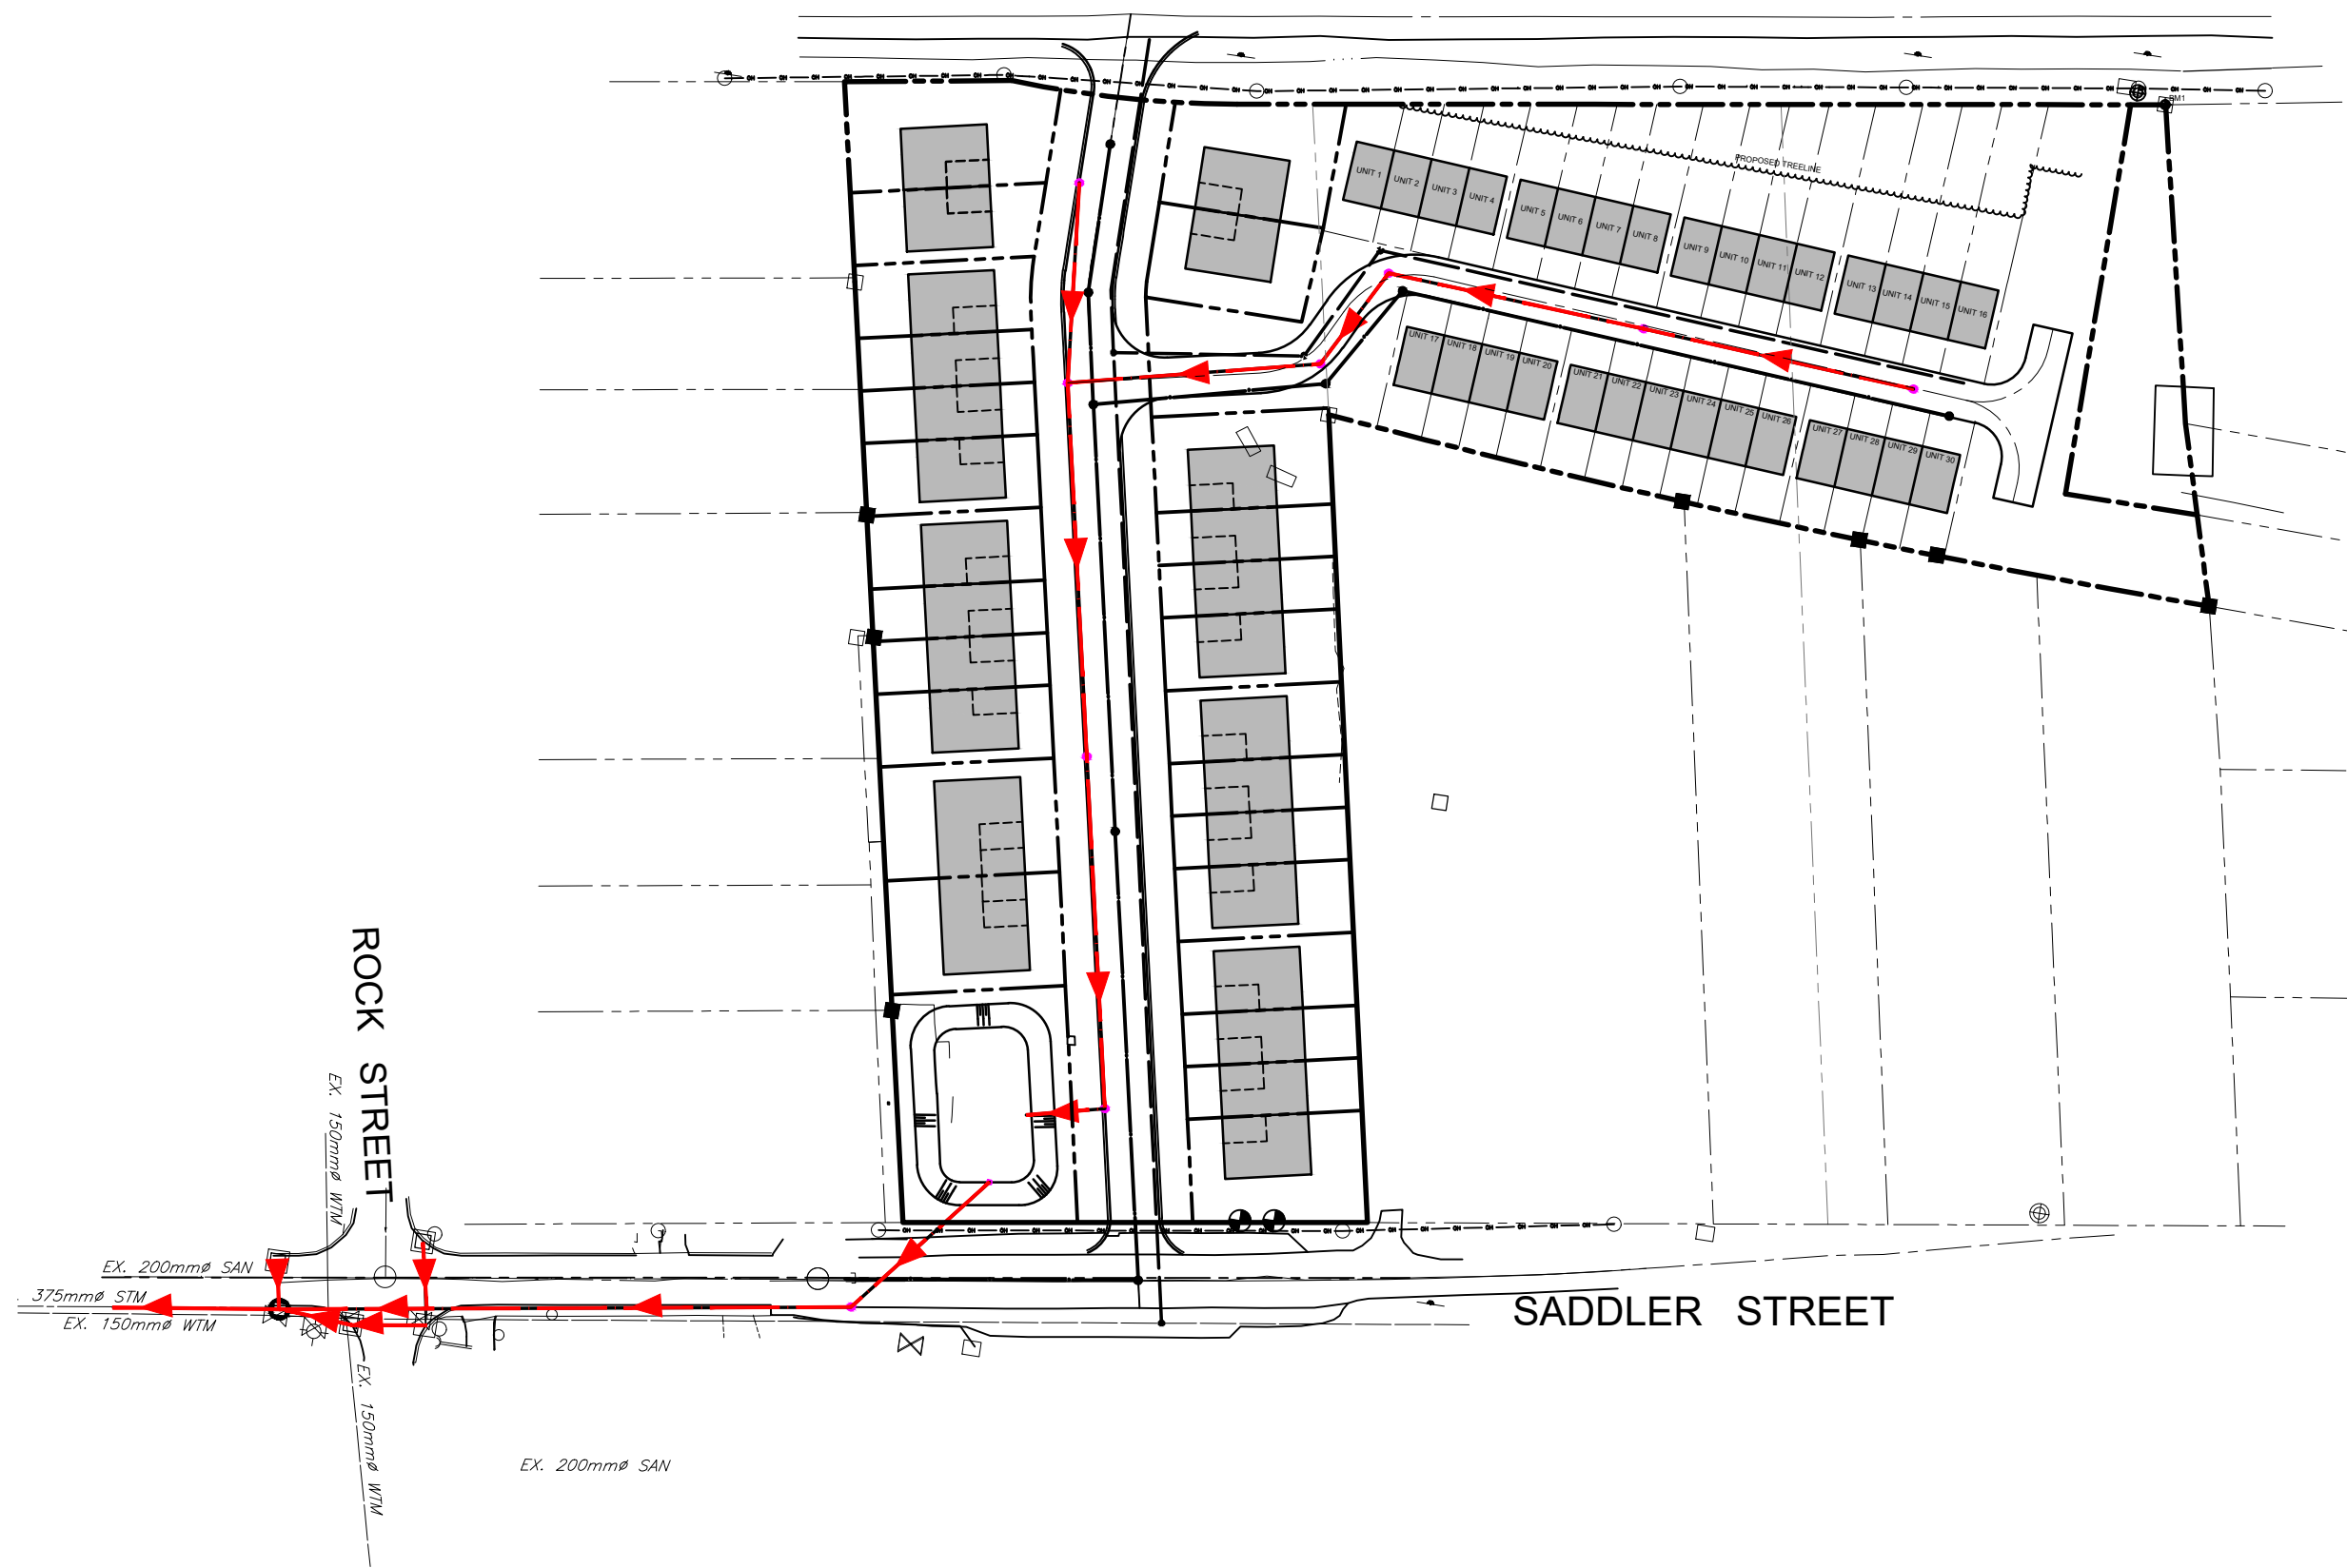 BM1
PROPOSED TREELINE
UNIT 1
UNIT 2
UNIT 3
UNIT 4
UNIT 5
UNIT 6
UNIT 7
UNIT 8
UNIT 9
UNIT 10
UNIT 11
UNIT 12
UNIT 13
UNIT 14
UNIT 15
UNIT 16
UNIT 17
UNIT 18
UNIT 19
UNIT 20
UNIT 21
UNIT 22
UNIT 23
UNIT 24
UNIT 25
UNIT 26
UNIT 27
UNIT 28
UNIT 29
UNIT 30
ROCK STREET
EX. 150mmø WTM
EX. 200mmø SAN
375mmø STM
EX. 150mmø WTM
SADDLER STREET
EX. 150mmø WTM
EX. 200mmø SAN